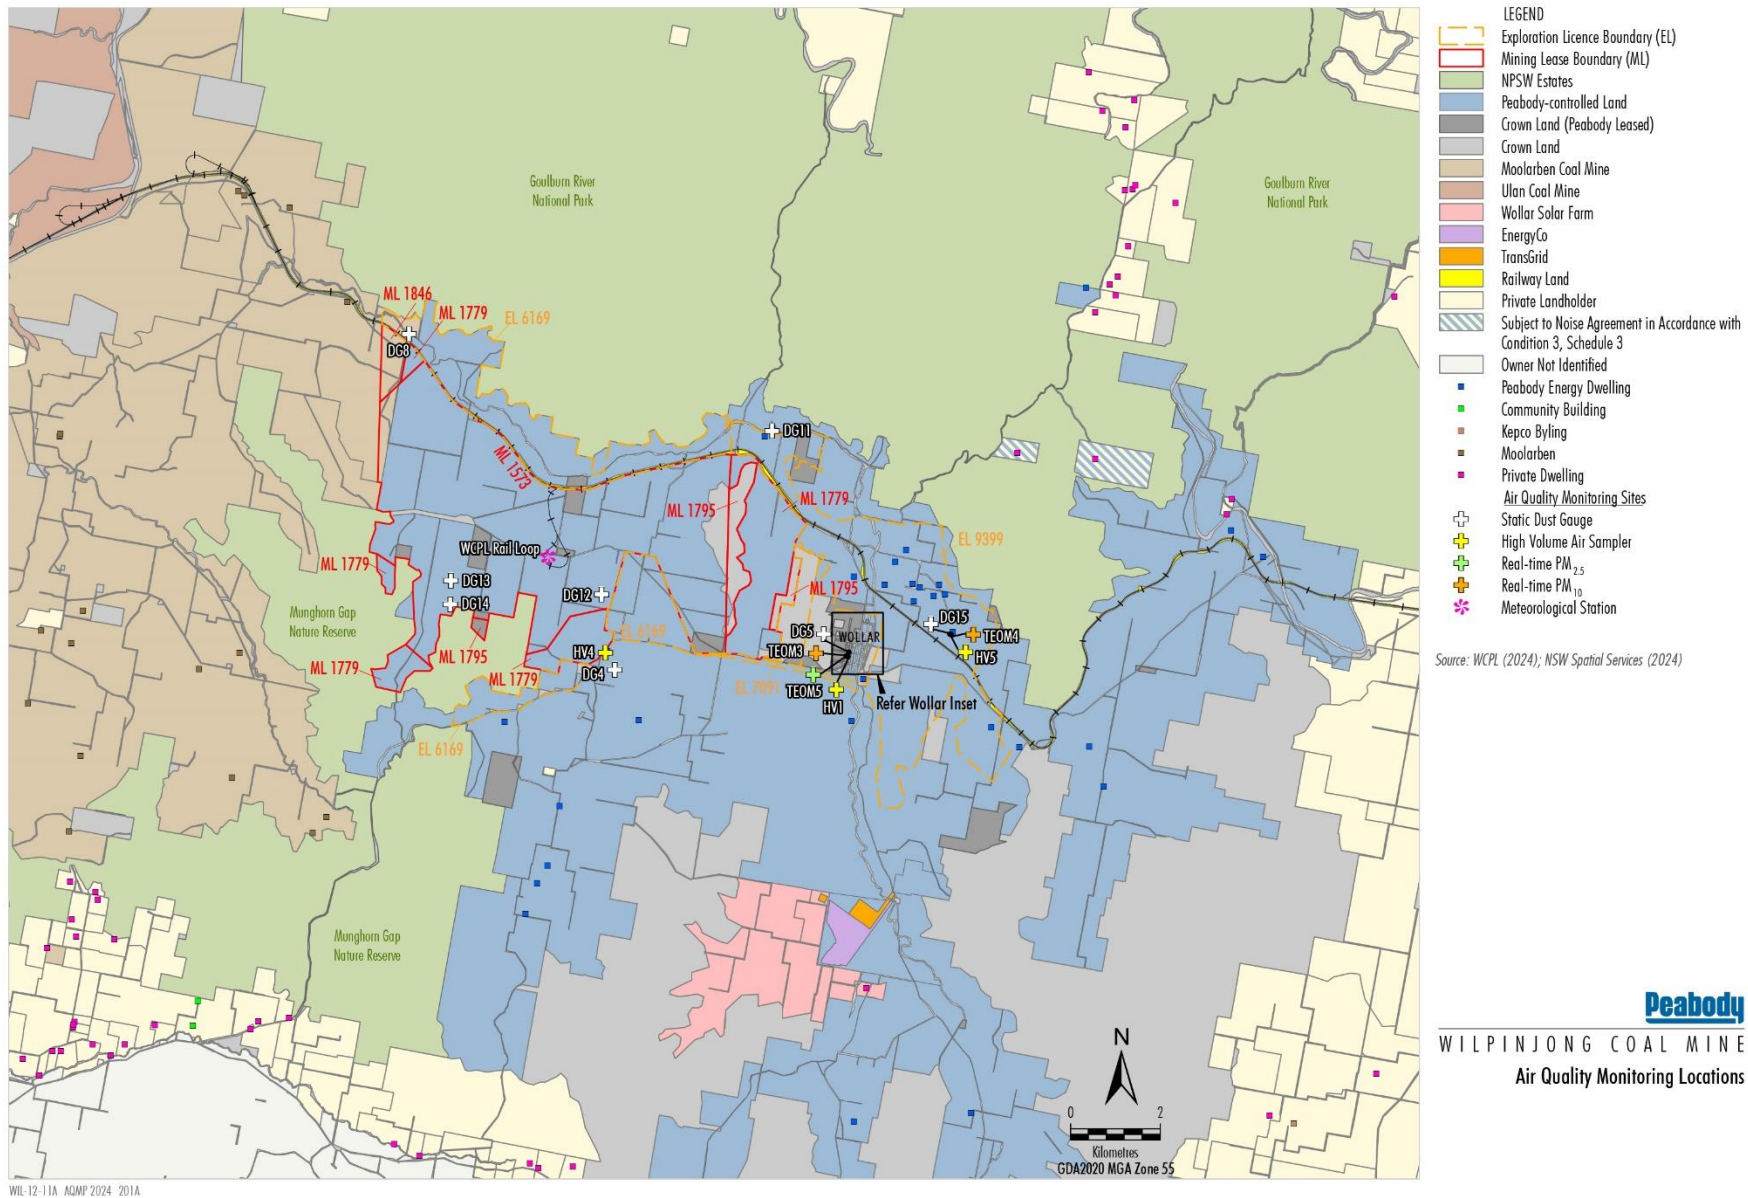 LEGEND
Exploration Licence Boundary (EL)
Mining Lease Boundary (ML)
NPSW Estates
Peabody-controlled Land
Crown Land (Peabody Leased)
Crown Land
Moolarben Coal Mine
Ulan Coal Mine
Wollar Solar Farm
EnergyCo
TransGrid
Railway Land
Private Landholder
Subject to Noise Agreement in Accordance with
Condition 3, Schedule 3
Owner Not Identified
Peabody Energy Dwelling
Community Building
Kepco Byling
Moolarben
Private Dwelling
Air Quality Monitoring Sites
Static Dust Gauge
High Volume Air Sampler
Real-time PM2.5
Real-time PM10
Meteorological Station
Source: WCPL (2024); NSW Spatial Services (2024)
Peabody
WILPINJONG COAL MINE
Air Quality Monitoring Locations
Goulburn River
National Park
Goulburn River
National Park
ML 1846
ML 1779
EL 6169
DG8
DG11
ML 1573
ML 1795
ML 1779
EL 9399
WCPL Rail Loop
ML 1779
DG13
DG14
DG12
ML 1795
Munghorn Gap
Nature Reserve
EL 6169
DG5
WOLLAR
DG15
TEOM4
HV4
TEOM3
HV5
ML 1795
ML 1779
ML 1779
DG4
EL 7091
TEOM5
HV1
Refer Wollar Inset
EL 6169
Munghorn Gap
Nature Reserve
N
0
2
Kilometres
GDA2020 MGA Zone 55
WIL-12-11A AQMP 2024 201A